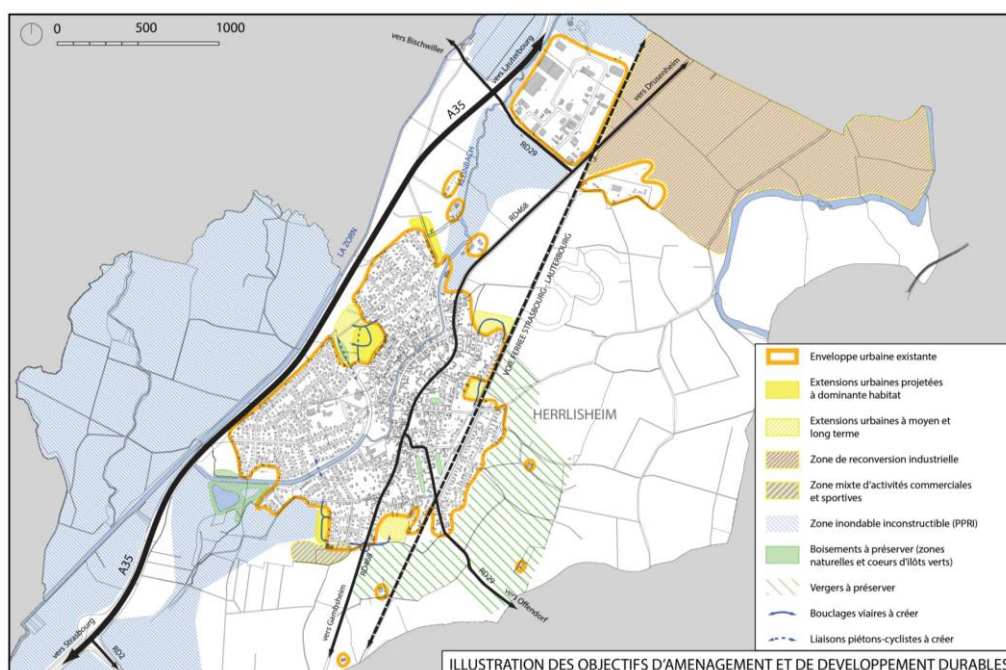 0 500 1000
vers Bischwiller
vers Lauterbourg
A35
RD29
vers Drusenheim
KLEINBACH
RD468
LA ZORN
VOIE FERREE STRASBOURG- LAUTERBOURG
HERRLISHEIM
A35
RD468
RD29
vers Offendorf
vers Gambsheim
vers Strasbourg
RD2
Enveloppe urbaine existante
Extensions urbaines projetées
à dominante habitat
Extensions urbaines à moyen et
long terme
Zone de reconversion industrielle
Zone mixte d'activités commerciales
et sportives
Zone inondable inconstructible (PPRI)
Boisements à préserver (zones
naturelles et coeurs d'îlots verts)
Vergers à préserver
Bouclages viaires à créer
Liaisons piétons-cyclistes à créer
ILLUSTRATION DES OBJECTIFS D'AMENAGEMENT ET DE DEVELOPPEMENT DURABLES